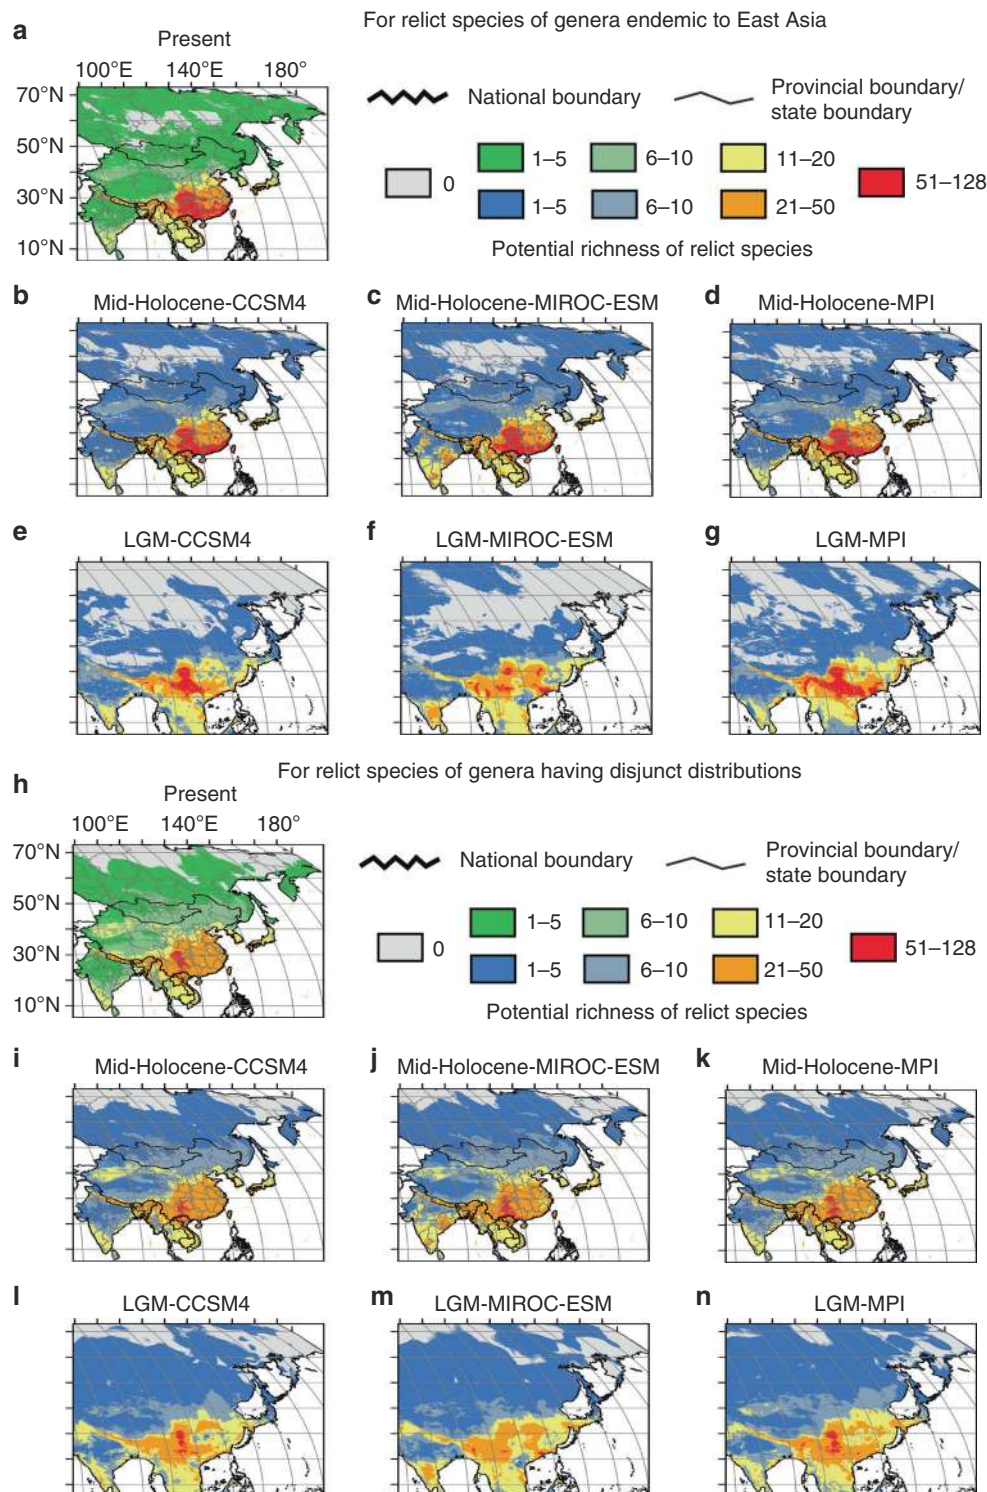 a
For relict species of genera endemic to East Asia
Present
100°E 140°E 180°
70°N
50°N
30°N
10°N
National boundary
Provincial boundary/
state boundary
0
1–5
6–10
11–20
51–128
1–5
6–10
21–50
Potential richness of relict species
b
Mid-Holocene-CCSM4
c
Mid-Holocene-MIROC-ESM
d
Mid-Holocene-MPI
e
LGM-CCSM4
f
LGM-MIROC-ESM
g
LGM-MPI
h
For relict species of genera having disjunct distributions
Present
100°E 140°E 180°
70°N
50°N
30°N
10°N
National boundary
Provincial boundary/
state boundary
0
1–5
6–10
11–20
51–128
1–5
6–10
21–50
Potential richness of relict species
i
Mid-Holocene-CCSM4
j
Mid-Holocene-MIROC-ESM
k
Mid-Holocene-MPI
l
LGM-CCSM4
m
LGM-MIROC-ESM
n
LGM-MPI